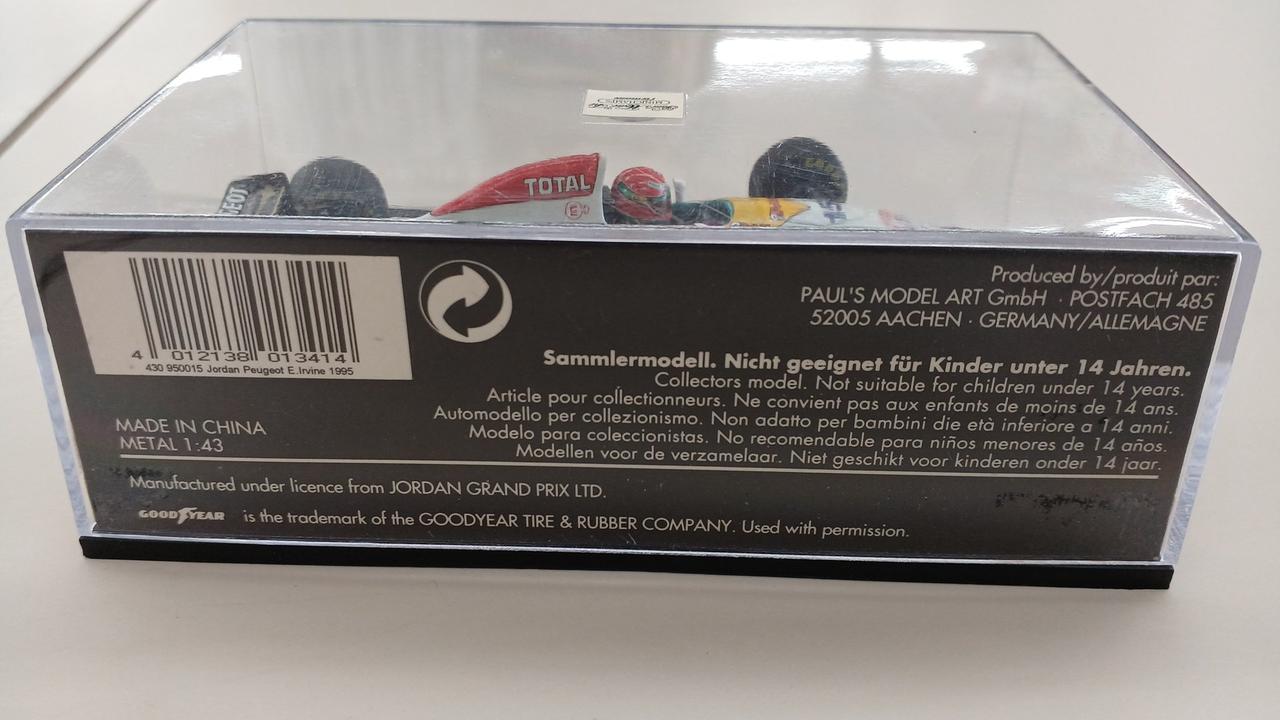 TOTAL
4 012138 013414
430 950015 Jordan Peugeot E.Irvine 1995
MADE IN CHINA
METAL 1:43
Produced by/produit par:
PAUL'S MODEL ART GmbH · POSTFACH 485
52005 AACHEN · GERMANY/ALLEMAGNE
Sammlermodell. Nicht geeignet für Kinder unter 14 Jahren.
Collectors model. Not suitable for children under 14 years.
Article pour collectionneurs. Ne convient pas aux enfants de moins de 14 ans.
Automodello per collezionismo. Non adatto per bambini die età inferiore a 14 anni.
Modelo para coleccionistas. No recomendable para niños menores de 14 años.
Modellen voor de verzamelaar. Niet geschikt voor kinderen onder 14 jaar.
Manufactured under licence from JORDAN GRAND PRIX LTD.
GOODYEAR is the trademark of the GOODYEAR TIRE & RUBBER COMPANY. Used with permission.